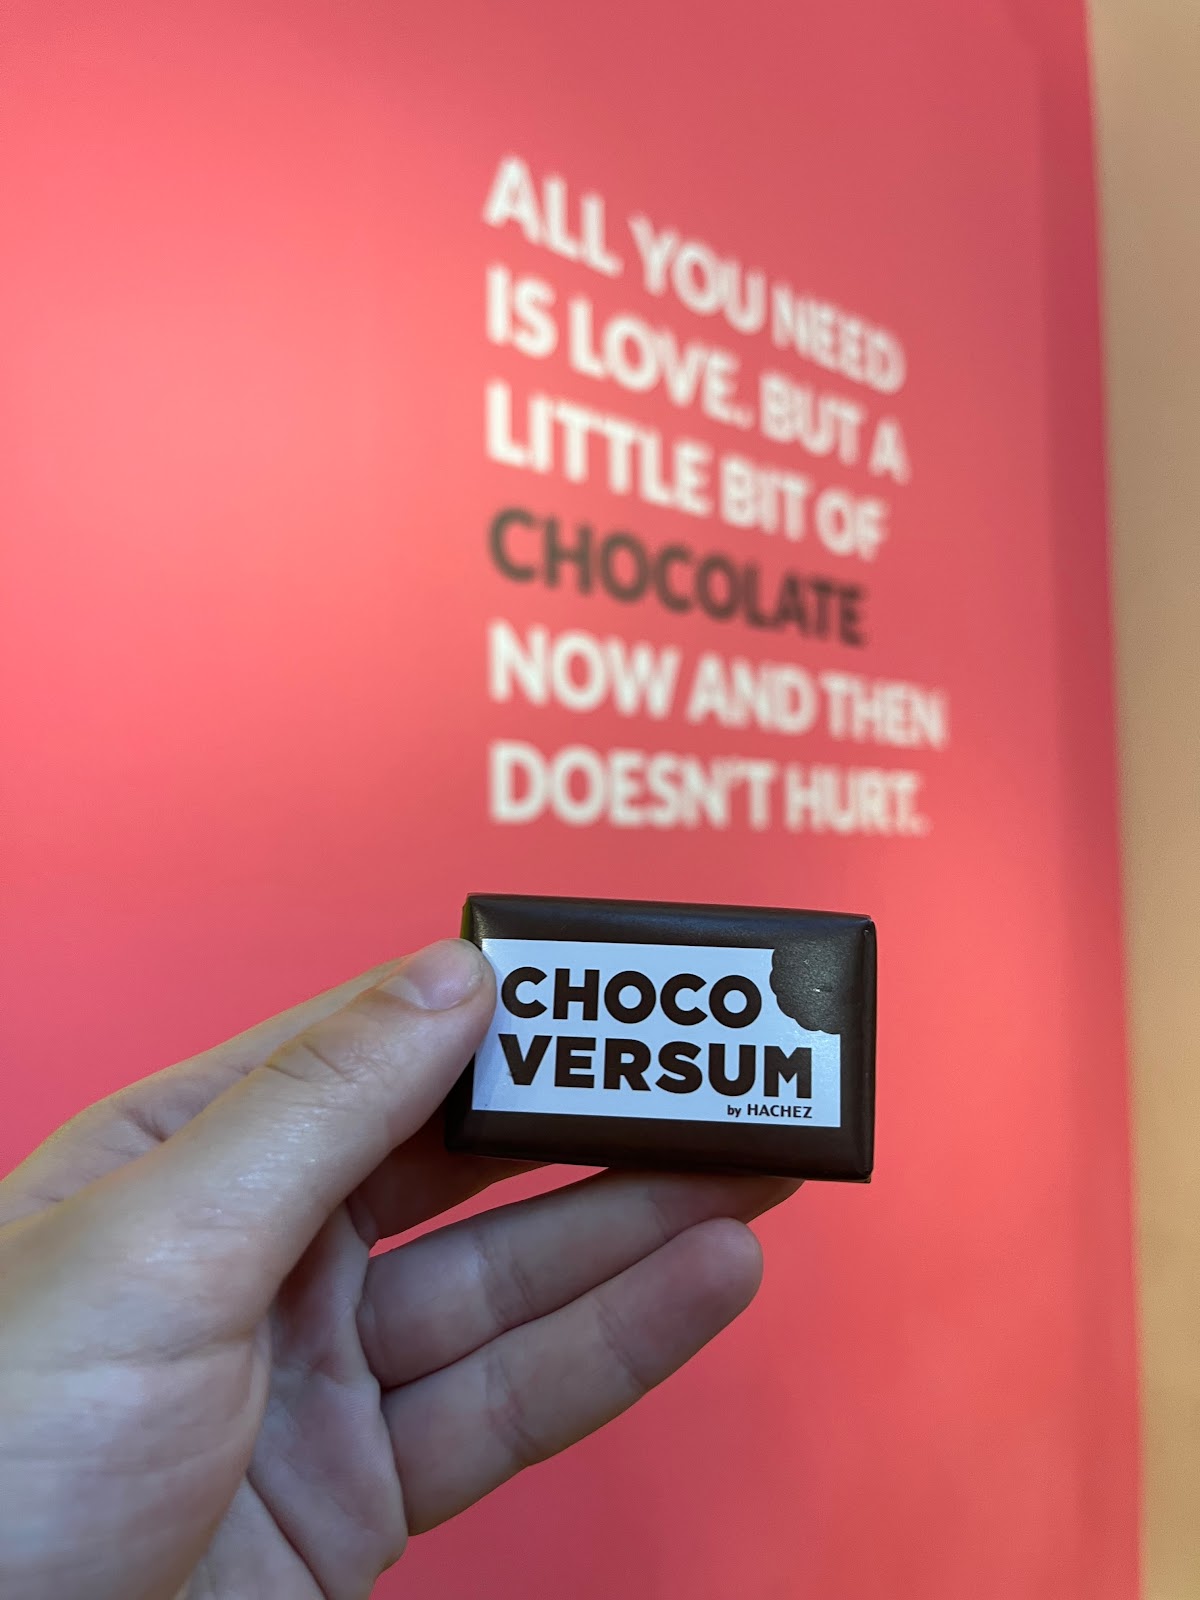 ALL YOU NEED
IS LOVE. BUT A
LITTLE BIT OF
CHOCOLATE
NOW AND THEN
DOESN'T HURT.
CHOCO
VERSUM
by HACHEZ